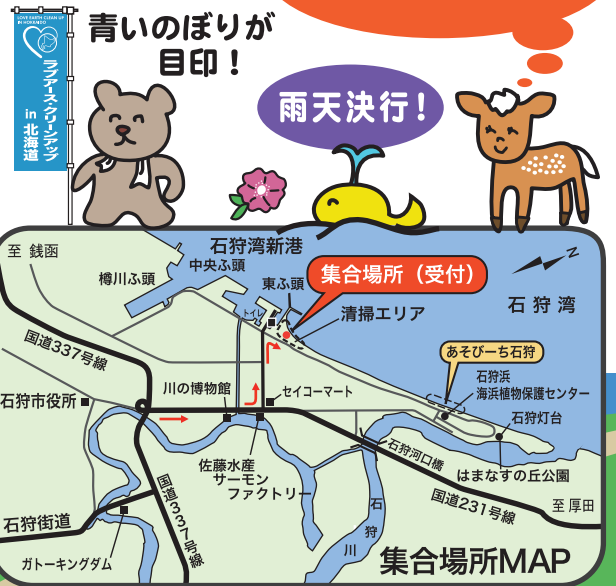 青いのぼりが
目印！
LOVE EARTH CLEAN UP
IN HOKKAIDO
ラブアース・クリーンアップ
in 北海道
雨天決行！
石狩湾新港
至 銭函
中央ふ頭
樽川ふ頭
東ふ頭
集合場所（受付）
トイレ
清掃エリア
石狩湾
N
国道337号線
あそびーち石狩
石狩浜
海浜植物保護センター
川の博物館
セイコーマート
石狩市役所
石狩灯台
石狩河口橋
佐藤水産
サーモン
ファクトリー
はまなすの丘公園
国道231号線
至 厚田
国道337号線
石狩街道
石狩川
ガトーキングダム
集合場所MAP